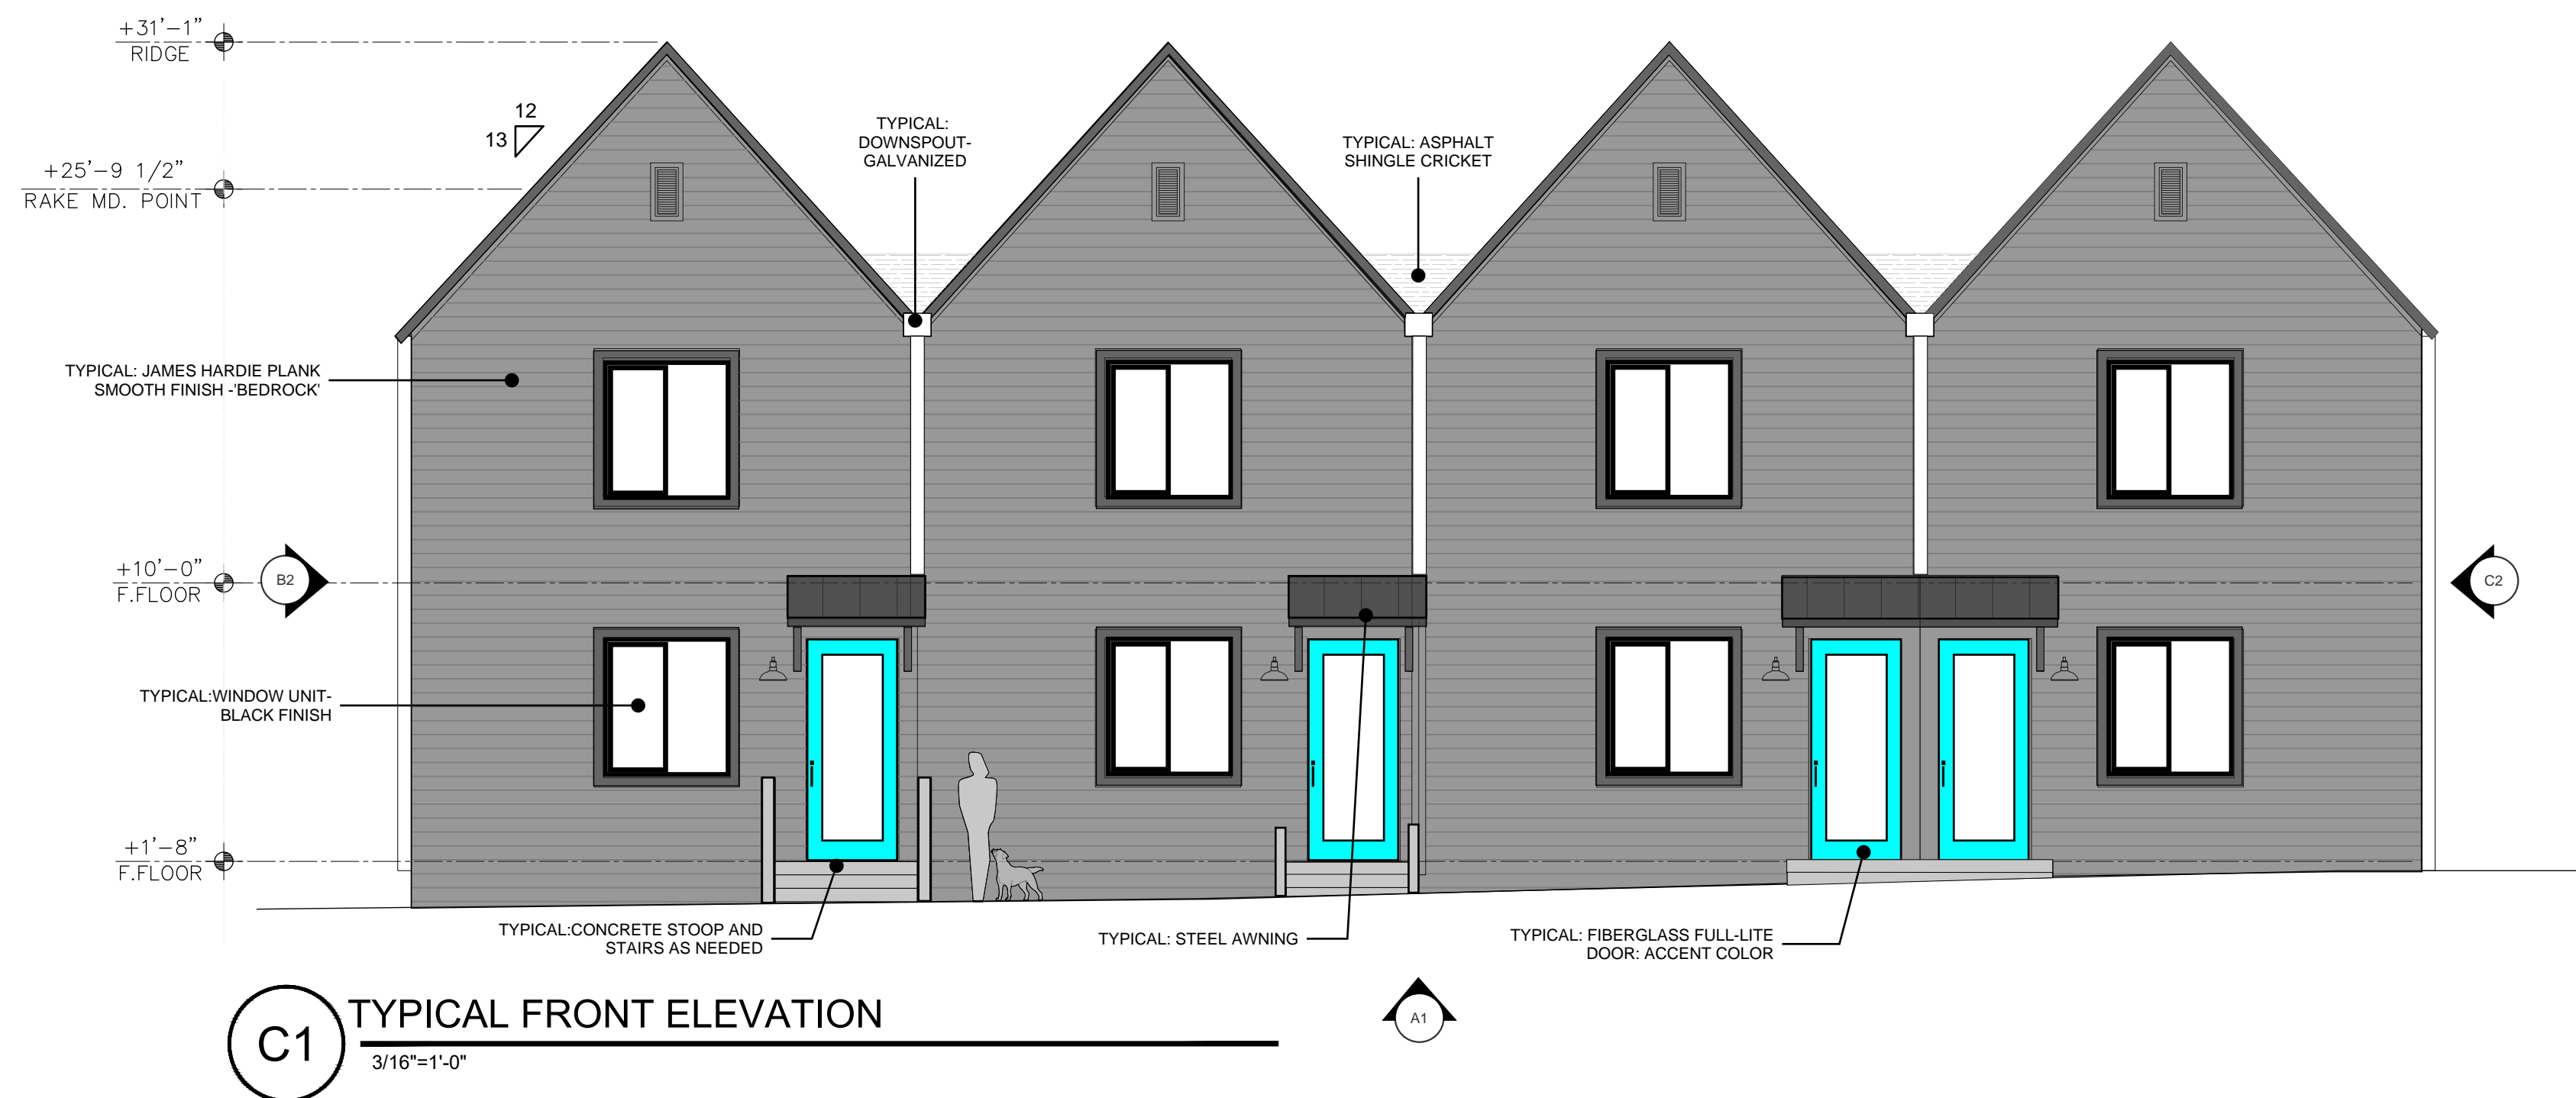 +31'-1"
RIDGE
12
13
+25'-9 1/2"
RAKE MD. POINT
TYPICAL:
DOWNSPOUT-
GALVANIZED
TYPICAL: ASPHALT
SHINGLE CRICKET
TYPICAL: JAMES HARDIE PLANK
SMOOTH FINISH -'BEDROCK'
+10'-0"
F.FLOOR
B2
C2
TYPICAL:WINDOW UNIT-
BLACK FINISH
+1'-8"
F.FLOOR
TYPICAL:CONCRETE STOOP AND
STAIRS AS NEEDED
TYPICAL: STEEL AWNING
TYPICAL: FIBERGLASS FULL-LITE
DOOR: ACCENT COLOR
C1
TYPICAL FRONT ELEVATION
3/16"=1'-0"
A1